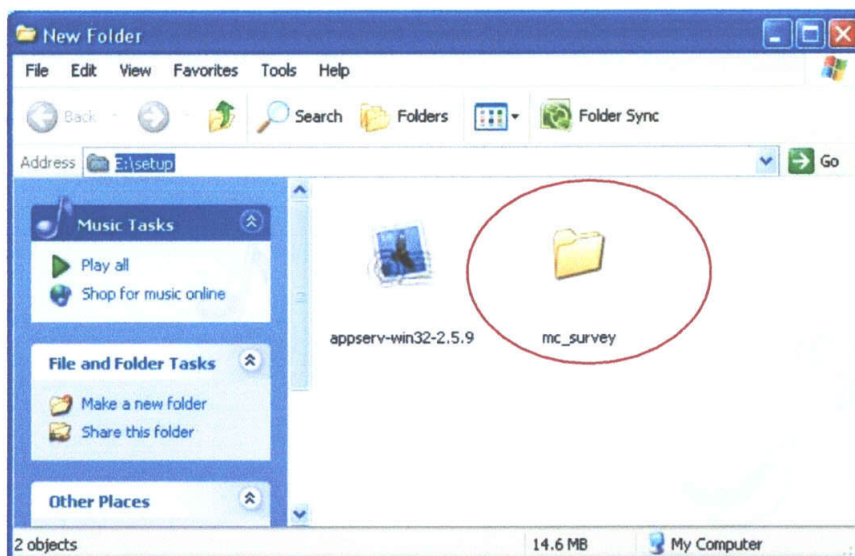 New Folder
File Edit View Favorites Tools Help
Back Search Folders Folder Sync
Address E:\setup Go
Music Tasks
Play all
Shop for music online
File and Folder Tasks
Make a new folder
Share this folder
Other Places
appserv-win32-2.5.9 mc_survey
2 objects 14.6 MB My Computer